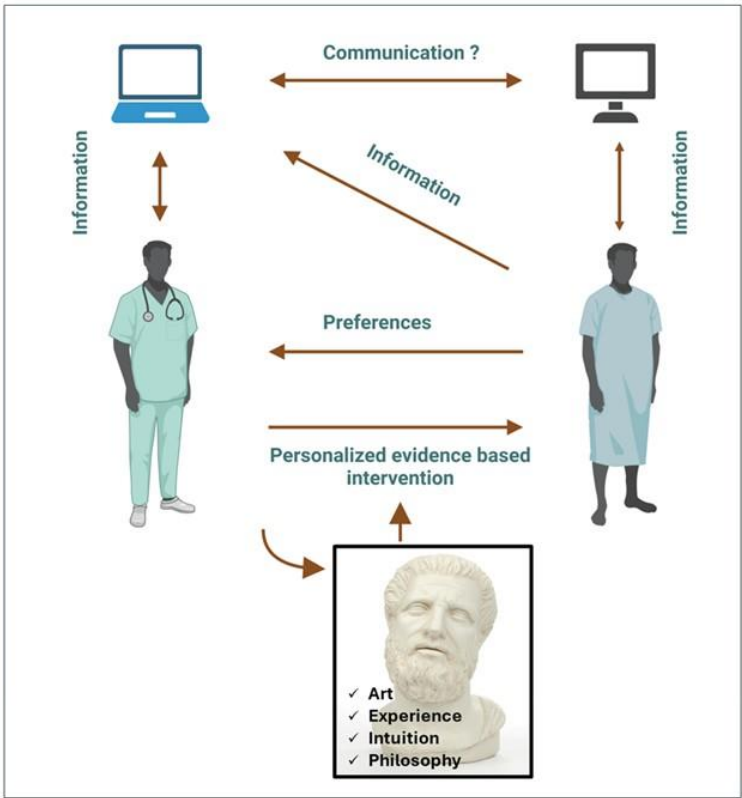 Communication ?
Information
Information
Information
Preferences
Personalized evidence based
intervention
✓ Art
✓ Experience
✓ Intuition
✓ Philosophy